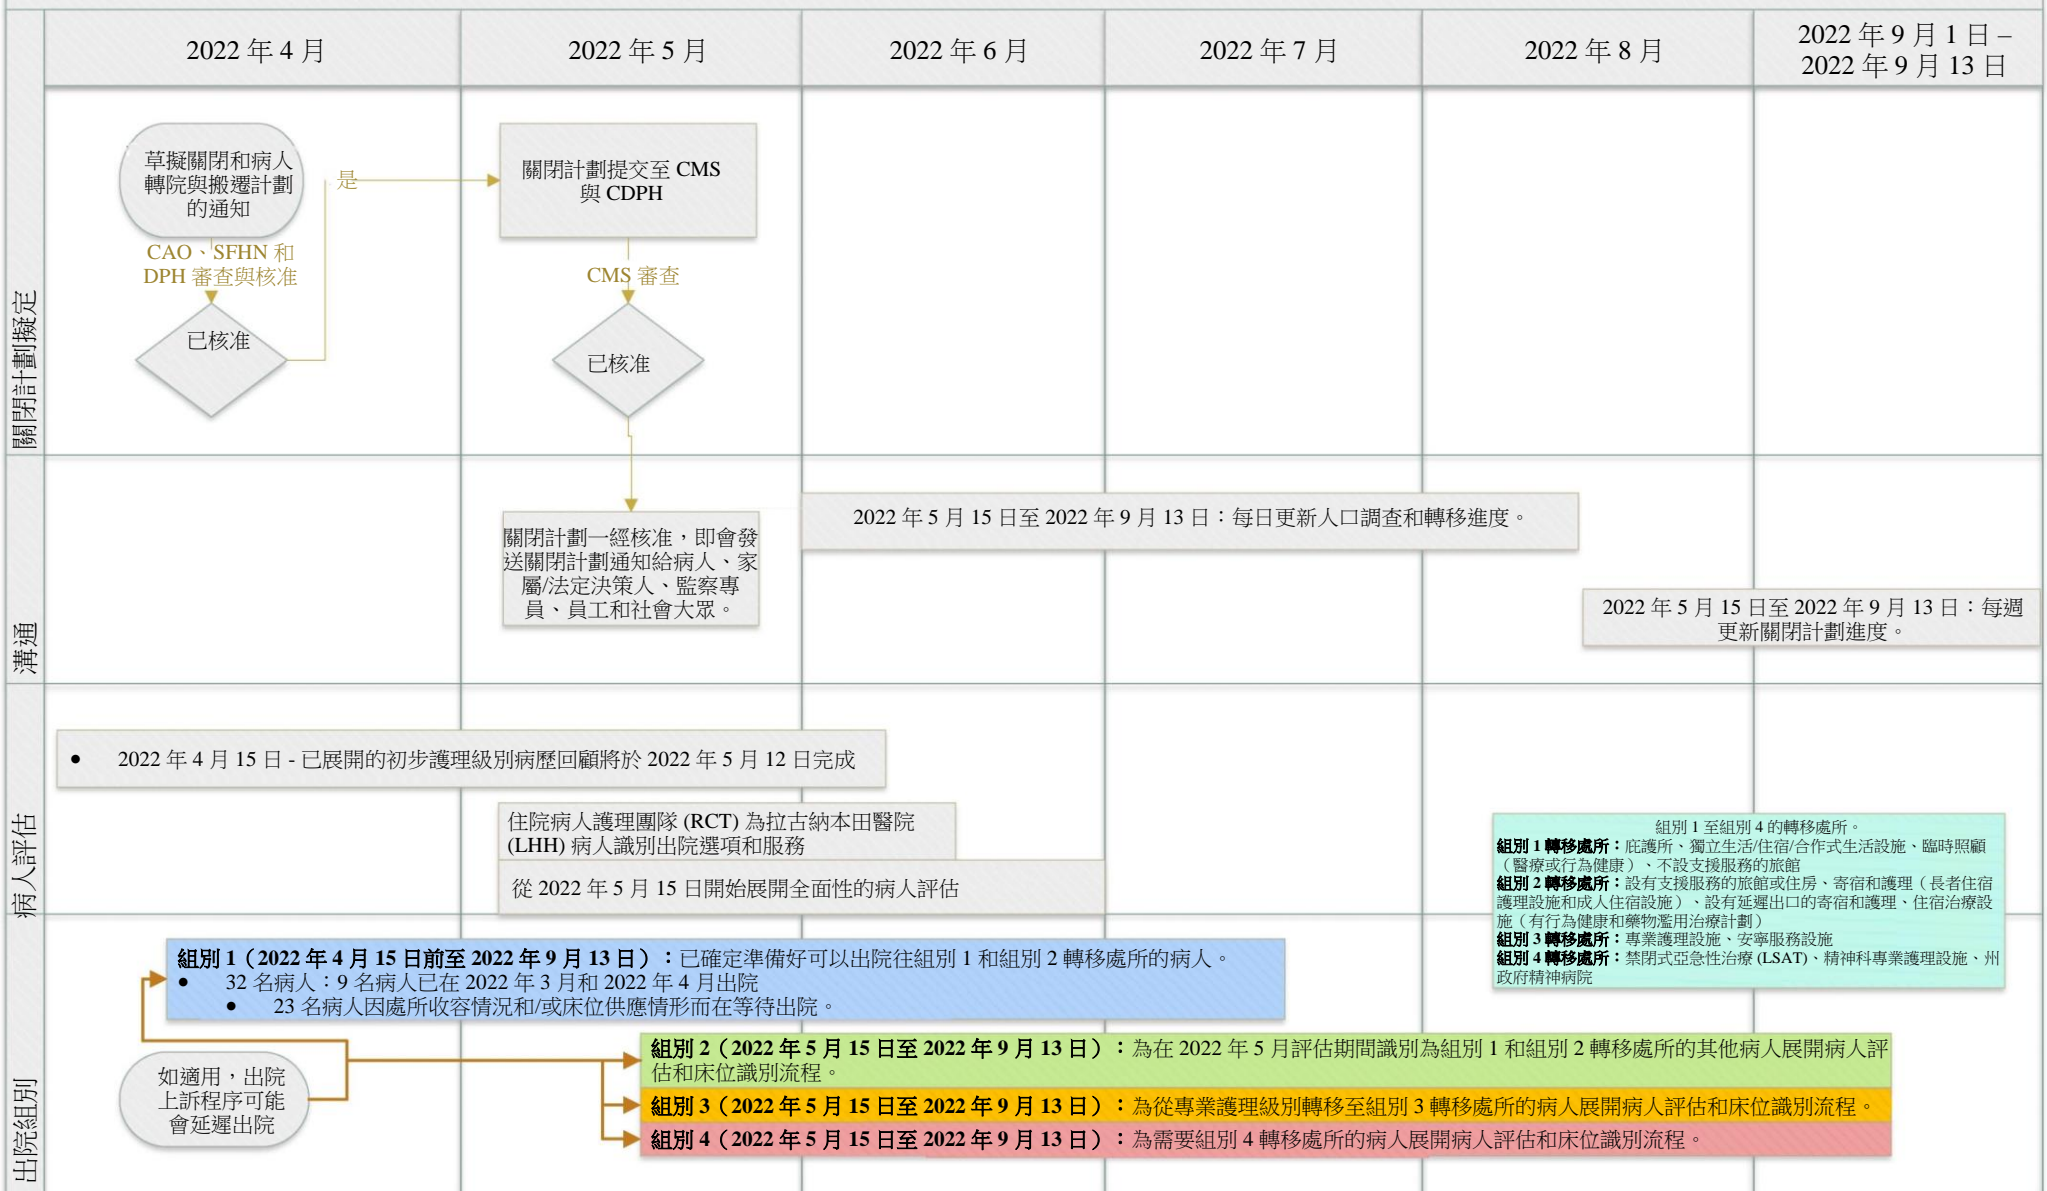 2022 年 4 月
2022 年 5 月
2022 年 6 月
2022 年 7 月
2022 年 8 月
2022 年 9 月 1 日 –
2022 年 9 月 13 日
關閉計劃擬定
草擬關閉和病人
轉院與搬遷計劃
的通知
是
CAO、SFHN 和
DPH 審查與核准
已核准
關閉計劃提交至 CMS
與 CDPH
CMS 審查
已核准
溝通
關閉計劃一經核准，即會發
送關閉計劃通知給病人、家
屬/法定決策人、監察專
員、員工和社會大眾。
2022 年 5 月 15 日至 2022 年 9 月 13 日：每日更新人口調查和轉移進度。
2022 年 5 月 15 日至 2022 年 9 月 13 日：每週
更新關閉計劃進度。
病人評估
• 2022 年 4 月 15 日 - 已展開的初步護理級別病歷回顧將於 2022 年 5 月 12 日完成
住院病人護理團隊 (RCT) 為拉古納本田醫院
(LHH) 病人識別出院選項和服務
從 2022 年 5 月 15 日開始展開全面性的病人評估
組別 1 至組別 4 的轉移處所。
組別 1 轉移處所：庇護所、獨立生活/住宿/合作式生活設施、臨時照顧
（醫療或行為健康）、不設支援服務的旅館
組別 2 轉移處所：設有支援服務的旅館或住房、寄宿和護理（長者住宿
護理設施和成人住宿設施）、設有延遲出口的寄宿和護理、住宿治療設
施（有行為健康和藥物濫用治療計劃）
組別 3 轉移處所：專業護理設施、安寧服務設施
組別 4 轉移處所：禁閉式亞急性治療 (LSAT)、精神科專業護理設施、州
政府精神病院
出院組別
組別 1（2022 年 4 月 15 日前至 2022 年 9 月 13 日）：已確定準備好可以出院往組別 1 和組別 2 轉移處所的病人。
• 32 名病人：9 名病人已在 2022 年 3 月和 2022 年 4 月出院
• 23 名病人因處所收容情況和/或床位供應情形而在等待出院。
如適用，出院
上訴程序可能
會延遲出院
組別 2（2022 年 5 月 15 日至 2022 年 9 月 13 日）：為在 2022 年 5 月評估期間識別為組別 1 和組別 2 轉移處所的其他病人展開病人評
估和床位識別流程。
組別 3（2022 年 5 月 15 日至 2022 年 9 月 13 日）：為從專業護理級別轉移至組別 3 轉移處所的病人展開病人評估和床位識別流程。
組別 4（2022 年 5 月 15 日至 2022 年 9 月 13 日）：為需要組別 4 轉移處所的病人展開病人評估和床位識別流程。